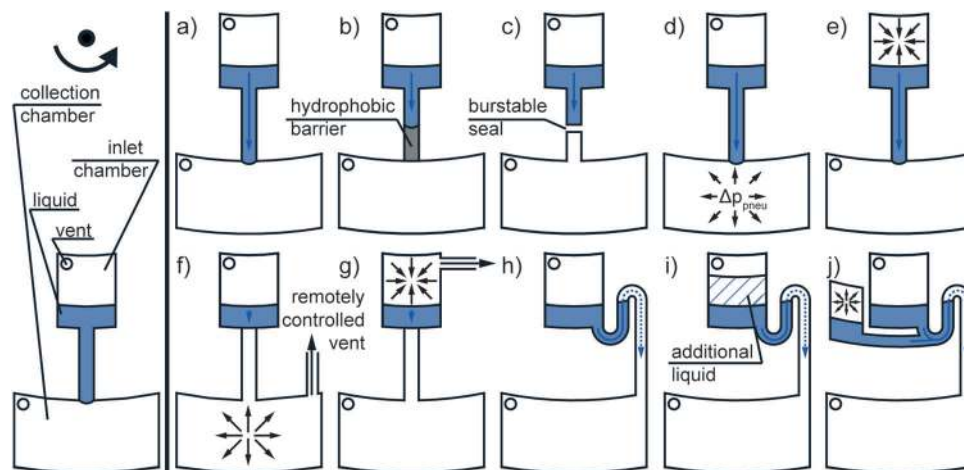 a)
b)
c)
d)
e)
collection
chamber
inlet
chamber
liquid
vent
hydrophobic
barrier
burstable
seal
Δp pneu
f)
g)
h)
i)
j)
remotely
controlled
vent
additional
liquid